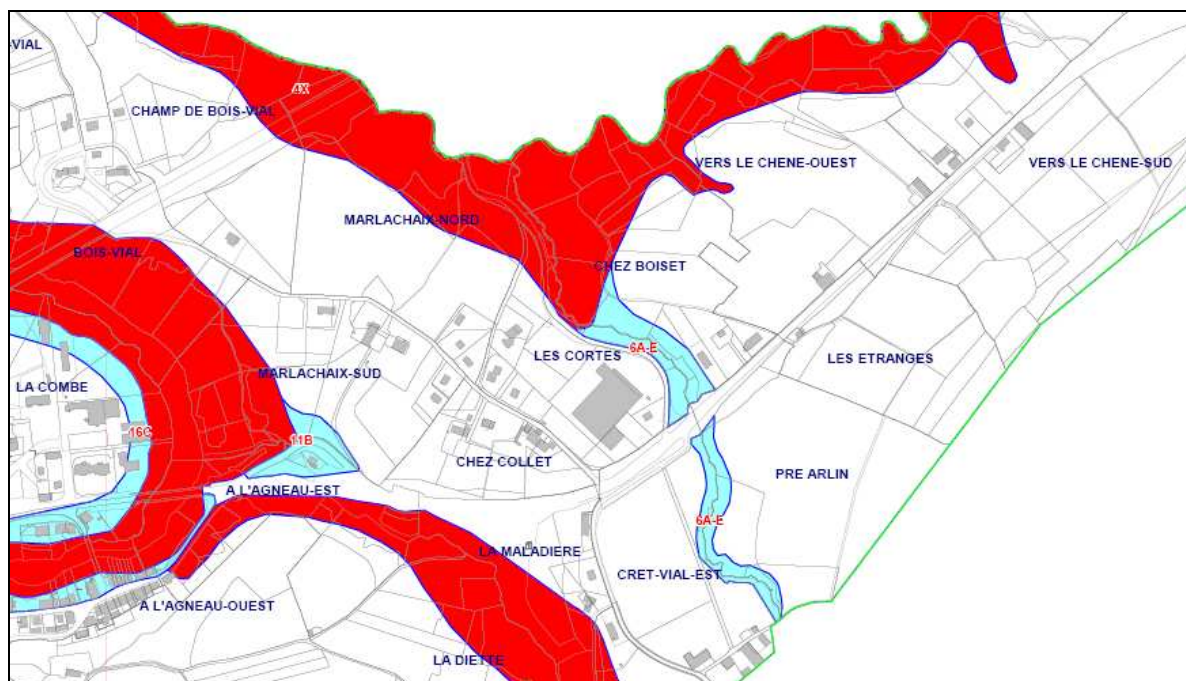 -VIAL
4X
CHAMP DE BOIS-VIAL
VERS LE CHENE-OUEST
VERS LE CHENE-SUD
MARLACHAIX-NORD
BOIS-VIAL
CHEZ BOISET
6A-E
LES CORTES
LES ETRANGES
MARLACHAIX-SUD
LA COMBE
16C
11B
CHEZ COLLET
PRE ARLIN
A L'AGNEAU-EST
6A-E
LA MALADIERE
CRET-VIAL-EST
A L'AGNEAU-OUEST
LA DIETTE